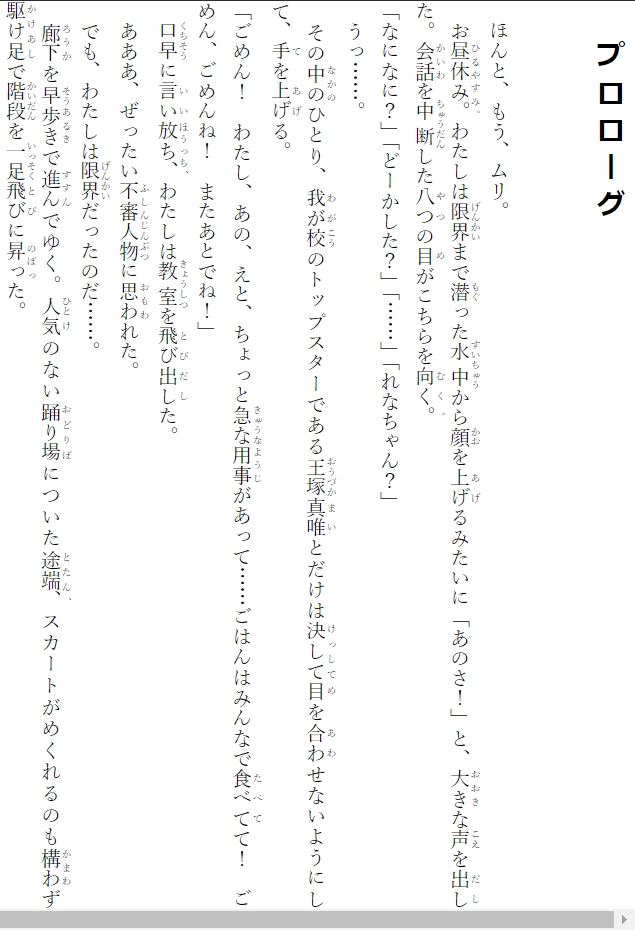 プロローグ
ほんと、もう、ムリ。
お昼休み。わたしは限界まで潜った水中から顔を上げるみたいに「あのさ！」と、大きな声を出し
た。会話を中断した八つの目がこちらを向く。
「なになに？」「どーかした？」「……」「れなちゃん？」
うっ……。
その中のひとり、我が校のトップスターである王塚真唯とだけは決して目を合わせないようにし
て、手を上げる。
「ごめん！　わたし、あの、えと、ちょっと急な用事があって……ごはんはみんなで食べてて！　ご
めん、ごめんね！　またあとでね！」
口早に言い放ち、わたしは教室を飛び出した。
あああ、ぜったい不審人物に思われた。
でも、わたしは限界だったのだ……。
廊下を早歩きで進んでゆく。人気のない踊り場についた途端、スカートがめくれるのも構わず
駆け足で階段を一足飛びに昇った。